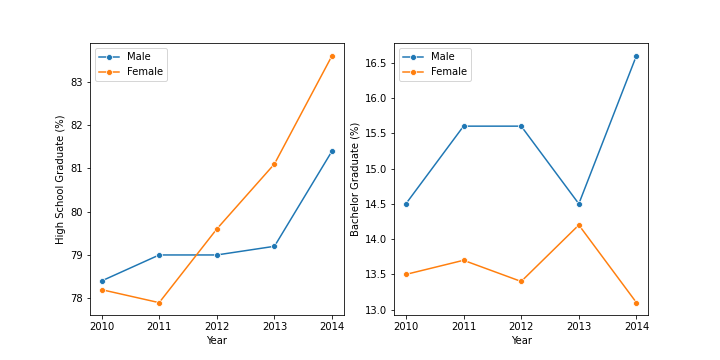 Male
Female
High School Graduate (%)
83
82
81
80
79
78
2010 2011 2012 2013 2014
Year
Male
Female
Bachelor Graduate (%)
16.5
16.0
15.5
15.0
14.5
14.0
13.5
13.0
2010 2011 2012 2013 2014
Year